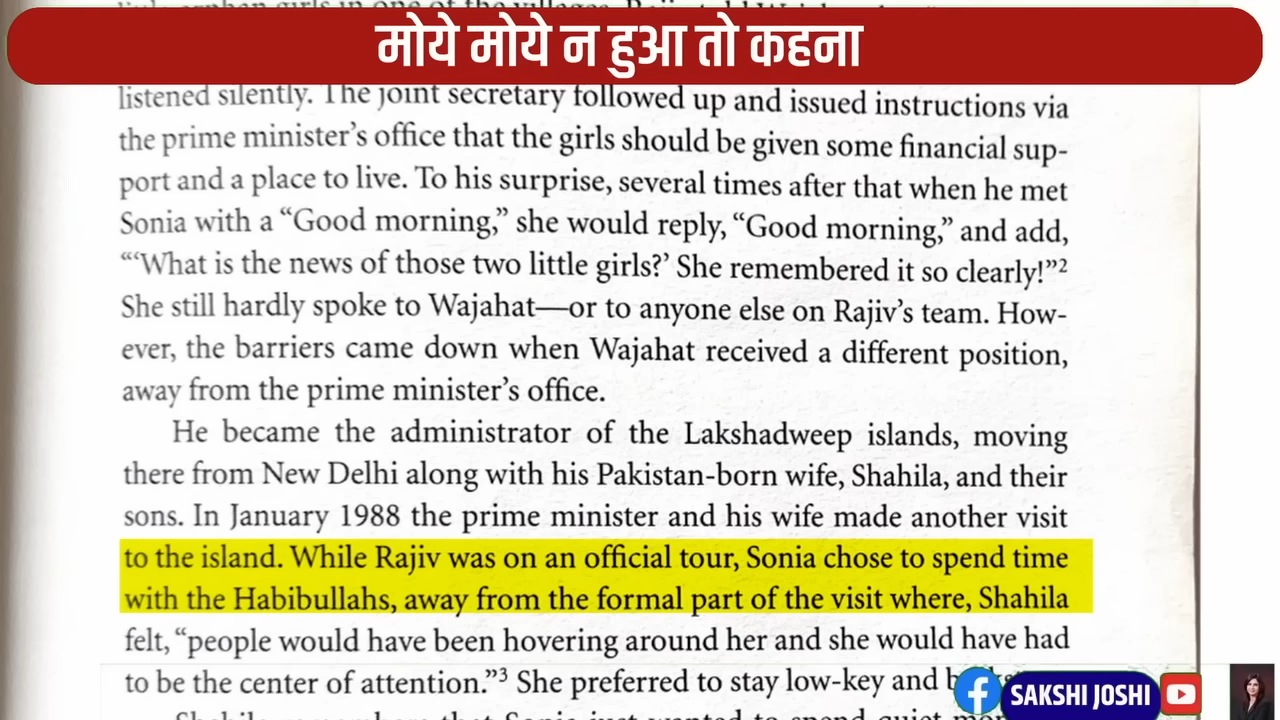 मोये मोये न हुआ तो कहना
listened silently. The joint secretary followed up and issued instructions via
the prime minister's office that the girls should be given some financial sup-
port and a place to live. To his surprise, several times after that when he met
Sonia with a “Good morning,” she would reply, “Good morning,” and add,
“‘What is the news of those two little girls?’ She remembered it so clearly!”²
She still hardly spoke to Wajahat—or to anyone else on Rajiv’s team. How-
ever, the barriers came down when Wajahat received a different position,
away from the prime minister’s office.
He became the administrator of the Lakshadweep islands, moving
there from New Delhi along with his Pakistan-born wife, Shahila, and their
sons. In January 1988 the prime minister and his wife made another visit
to the island. While Rajiv was on an official tour, Sonia chose to spend time
with the Habibullahs, away from the formal part of the visit where, Shahila
felt, “people would have been hovering around her and she would have had
to be the center of attention.”³ She preferred to stay low-key and
SAKSHI JOSHI